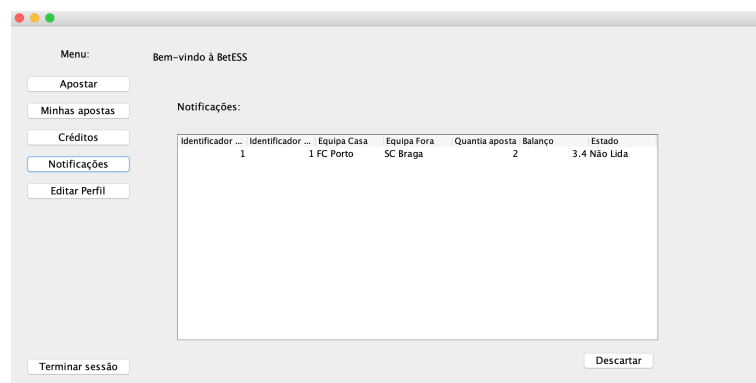 Menu:
Bem-vindo à BetESS
Apostar
Minhas apostas
Créditos
Notificações
Editar Perfil
Terminar sessão
Notificações:
Identificador ... Identificador ... Equipa Casa Equipa Fora Quantia aposta Balanço Estado
1 1 FC Porto SC Braga 2 3.4 Não Lida
Descartar